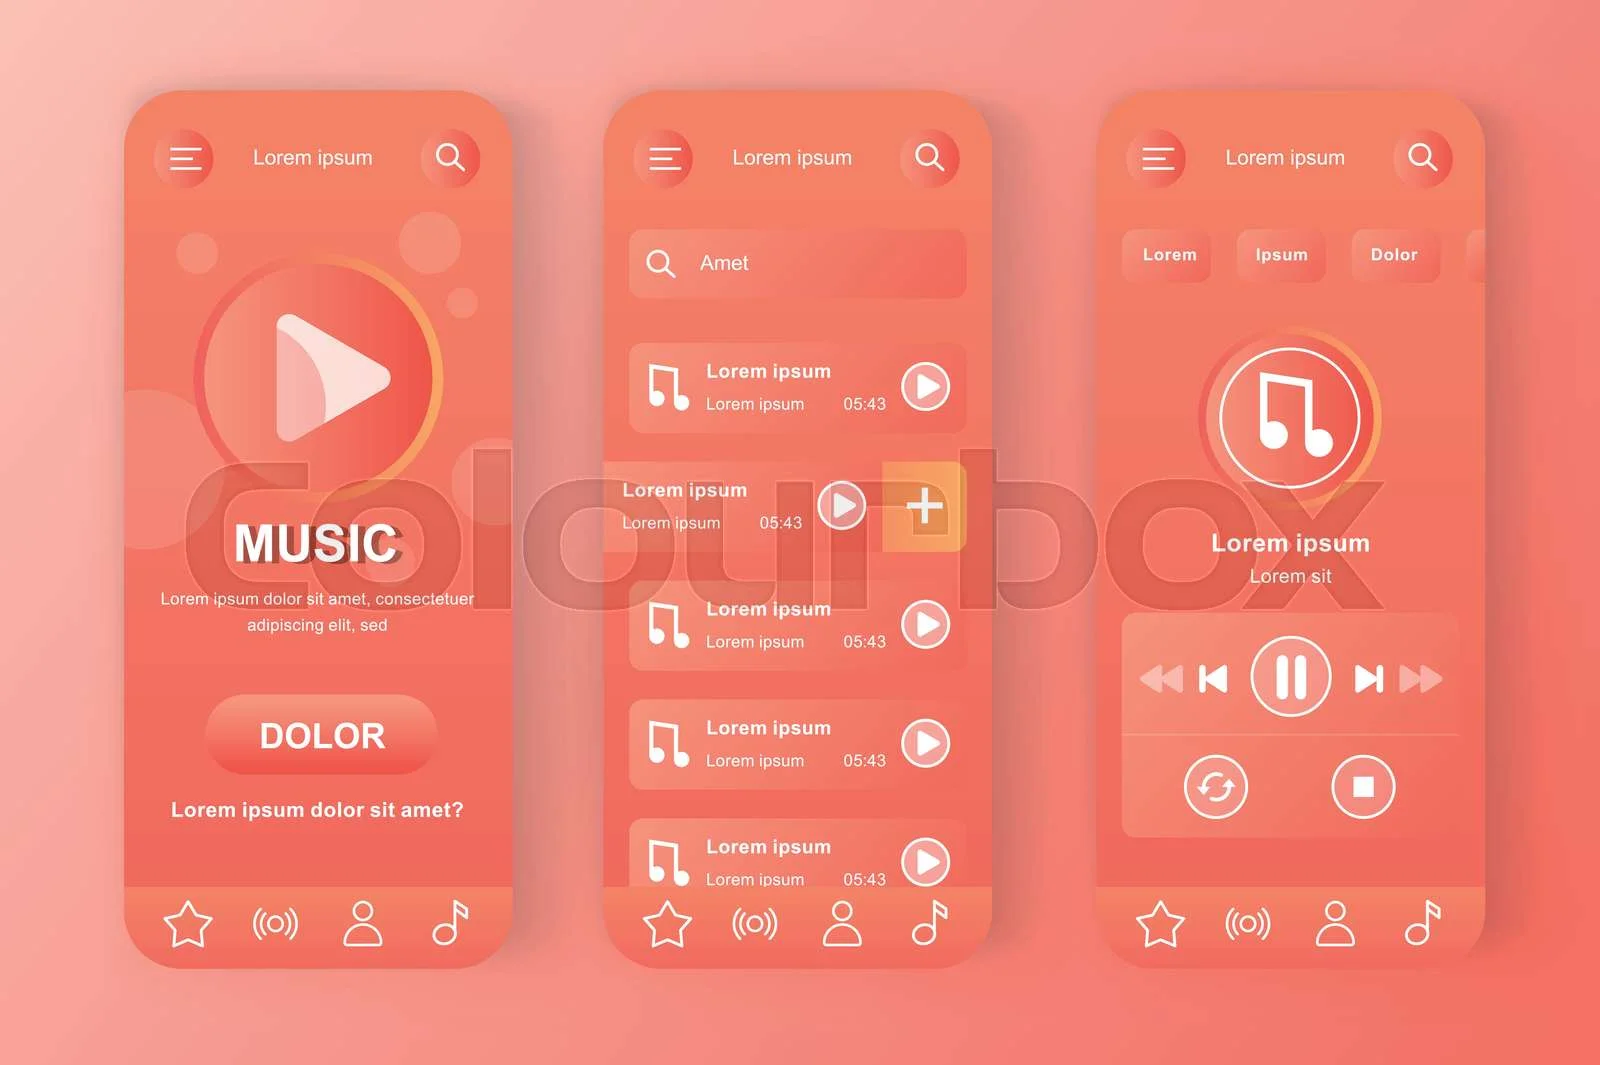 Lorem ipsum
MUSIC
Lorem ipsum dolor sit amet, consectetuer
adipiscing elit, sed
DOLOR
Lorem ipsum dolor sit amet?
Lorem ipsum
Amet
Lorem ipsum
Lorem ipsum 05:43
Lorem ipsum
Lorem ipsum 05:43
Lorem ipsum
Lorem ipsum 05:43
Lorem ipsum
Lorem ipsum 05:43
Lorem ipsum
Lorem ipsum 05:43
Lorem ipsum
Lorem Ipsum Dolor
Lorem ipsum
Lorem sit
Colourbox